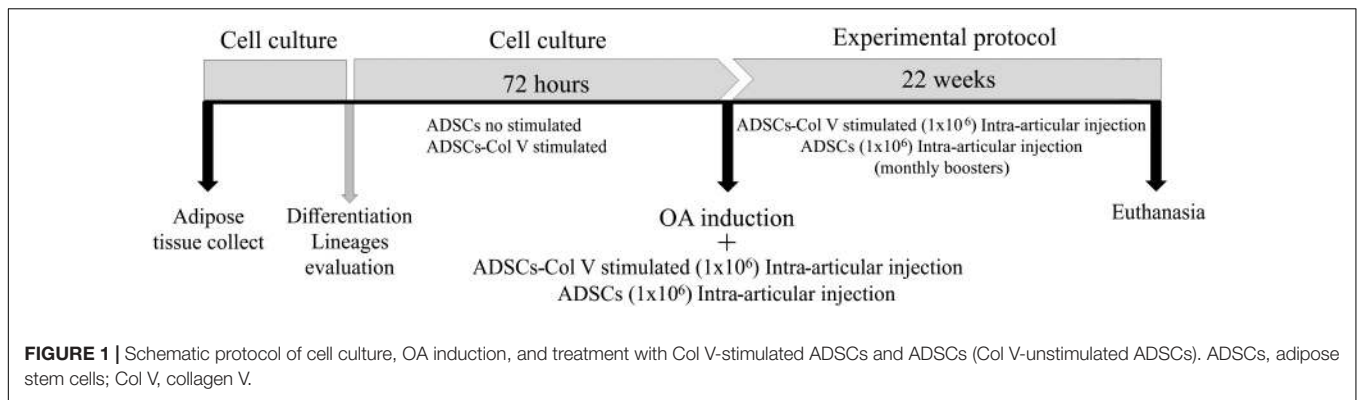 Cell culture
Cell culture
Experimental protocol
72 hours
22 weeks
ADSCs no stimulated
ADSCs-Col V stimulated
ADSCs-Col V stimulated (1x10⁶) Intra-articular injection
ADSCs (1x10⁶) Intra-articular injection
(monthly boosters)
Adipose
tissue collect
Differentiation
Lineages
evaluation
OA induction
+
ADSCs-Col V stimulated (1x10⁶) Intra-articular injection
ADSCs (1x10⁶) Intra-articular injection
Euthanasia
FIGURE 1 | Schematic protocol of cell culture, OA induction, and treatment with Col V-stimulated ADSCs and ADSCs (Col V-unstimulated ADSCs). ADSCs, adipose
stem cells; Col V, collagen V.